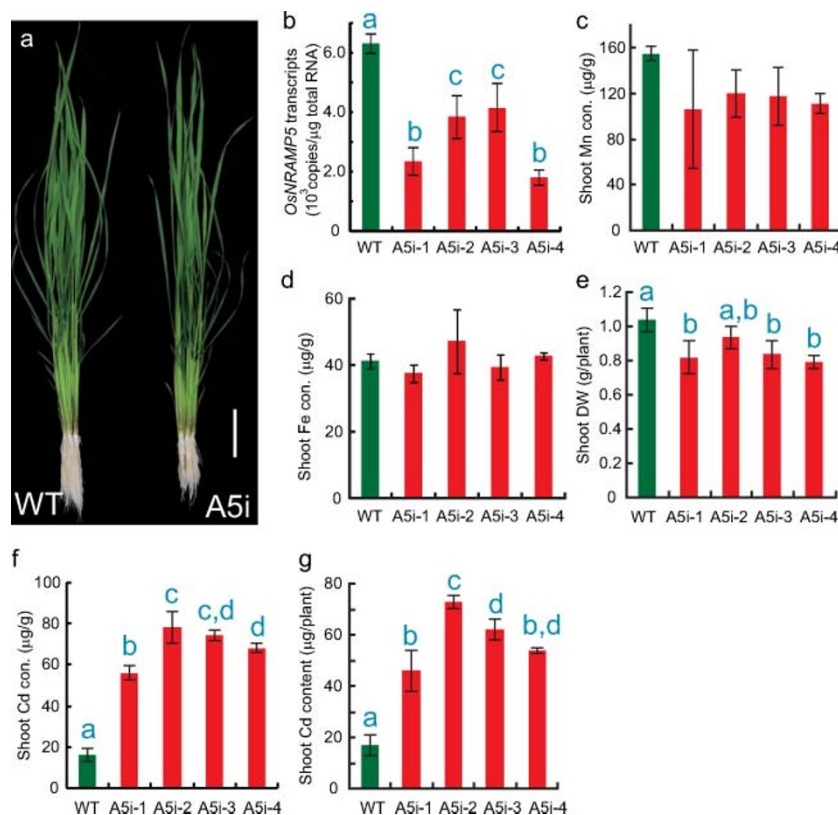 a
WT
A5i
b
OsNRAMP5 transcripts
(10³copies/µg total RNA)
6.0
4.0
2.0
0
a
b
c
c
b
WT A5i-1 A5i-2 A5i-3 A5i-4
c
Shoot Mn con. (µg/g)
160
120
80
40
0
WT A5i-1 A5i-2 A5i-3 A5i-4
d
Shoot Fe con. (µg/g)
60
40
20
0
WT A5i-1 A5i-2 A5i-3 A5i-4
e
Shoot DW (g/plant)
1.2
1.0
0.8
0.6
0.4
0.2
0
a
b
a,b
b
b
WT A5i-1 A5i-2 A5i-3 A5i-4
f
Shoot Cd con. (µg/g)
100
80
60
40
20
0
a
b
c
c,d
d
WT A5i-1 A5i-2 A5i-3 A5i-4
g
Shoot Cd content (µg/plant)
80
60
40
20
0
a
b
c
d
b,d
WT A5i-1 A5i-2 A5i-3 A5i-4